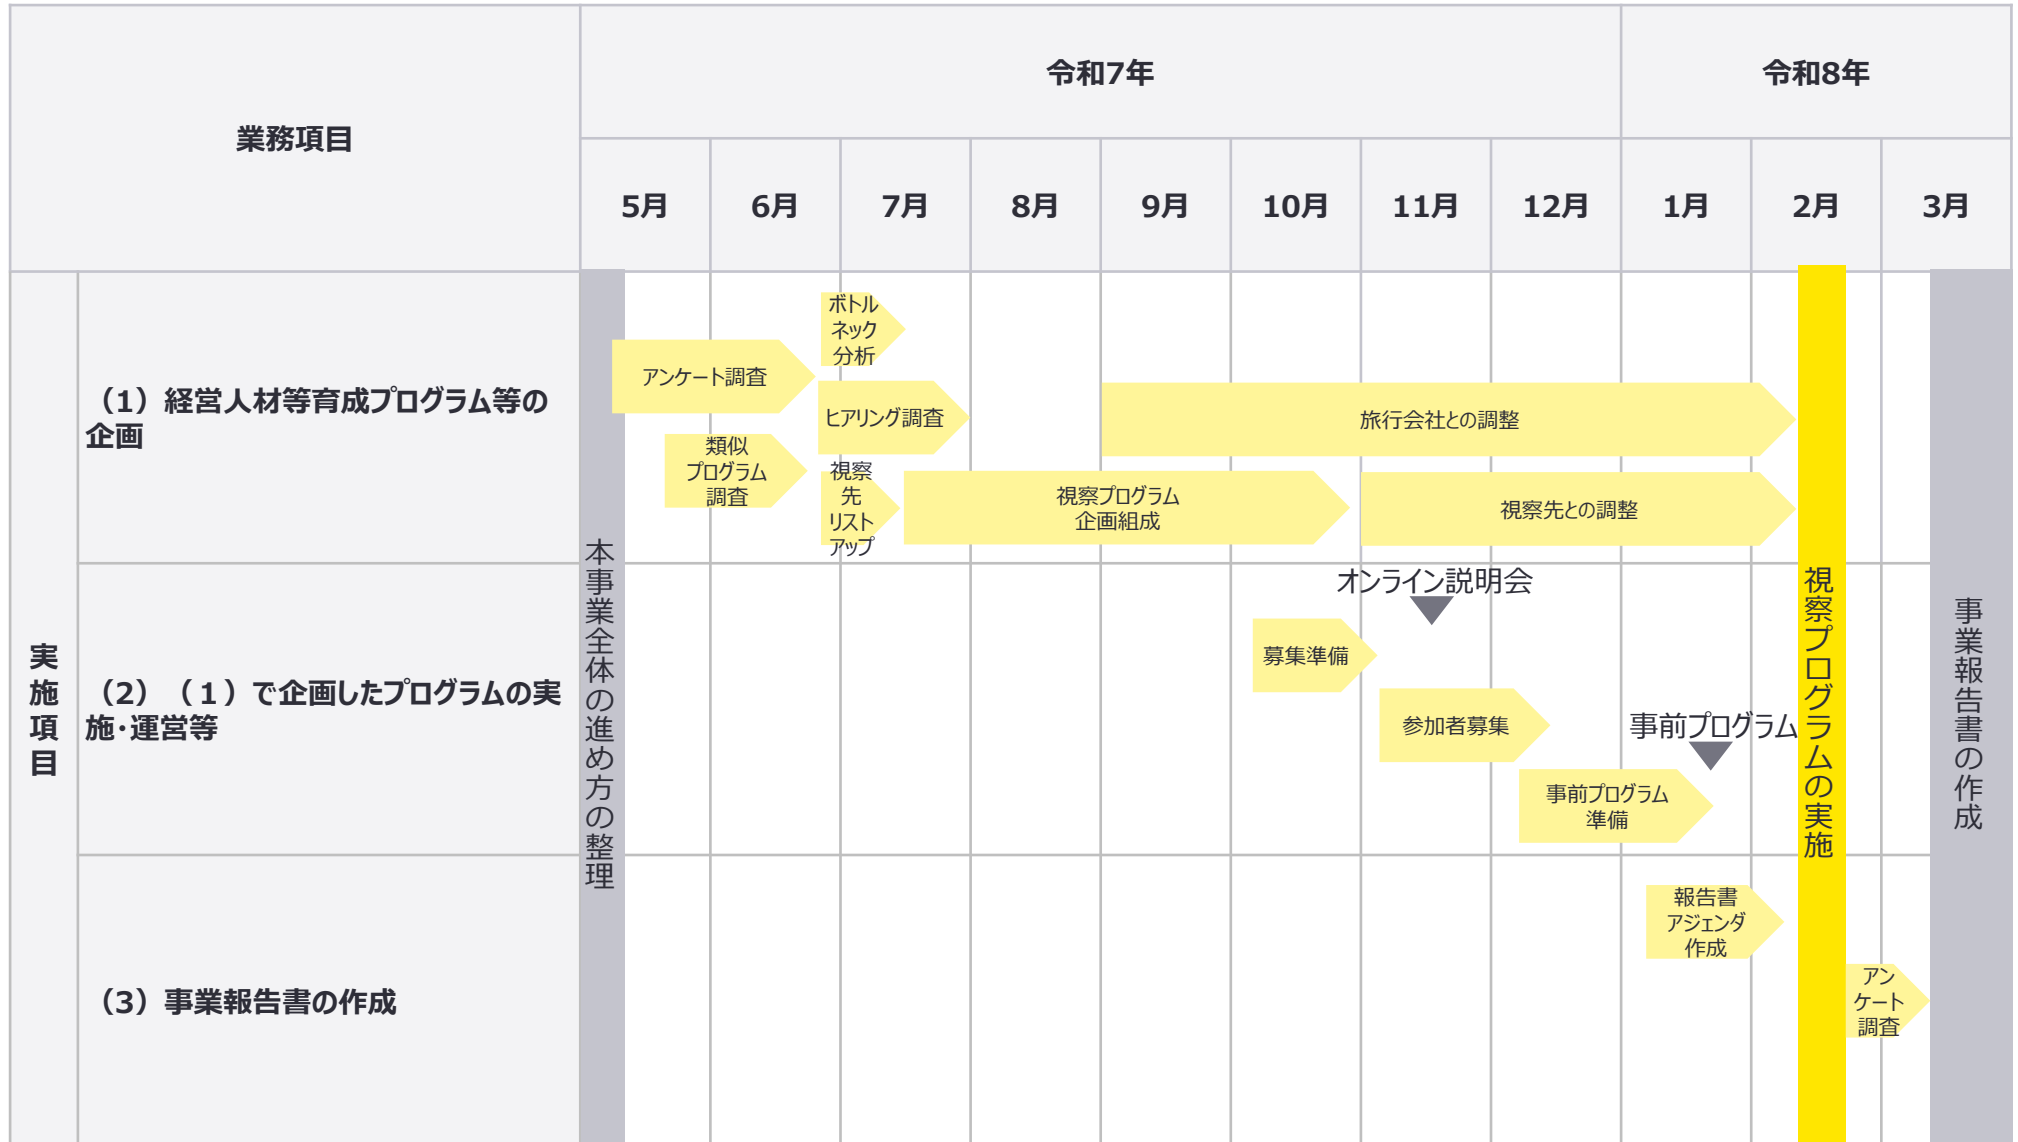 業務項目
令和7年
令和8年
5月
6月
7月
8月
9月
10月
11月
12月
1月
2月
3月
実施項目
（1）経営人材等育成プログラム等の
企画
アンケート調査
類似
プログラム
調査
ボトル
ネック
分析
ヒアリング調査
視察
先
リスト
アップ
視察プログラム
企画組成
旅行会社との調整
視察先との調整
（2）（１）で企画したプログラムの実
施・運営等
オンライン説明会
募集準備
参加者募集
事前プログラム
事前プログラム
準備
（3）事業報告書の作成
報告書
アジェンダ
作成
アン
ケート
調査
本事業全体の進め方の整理
視察プログラムの実施
事業報告書の作成